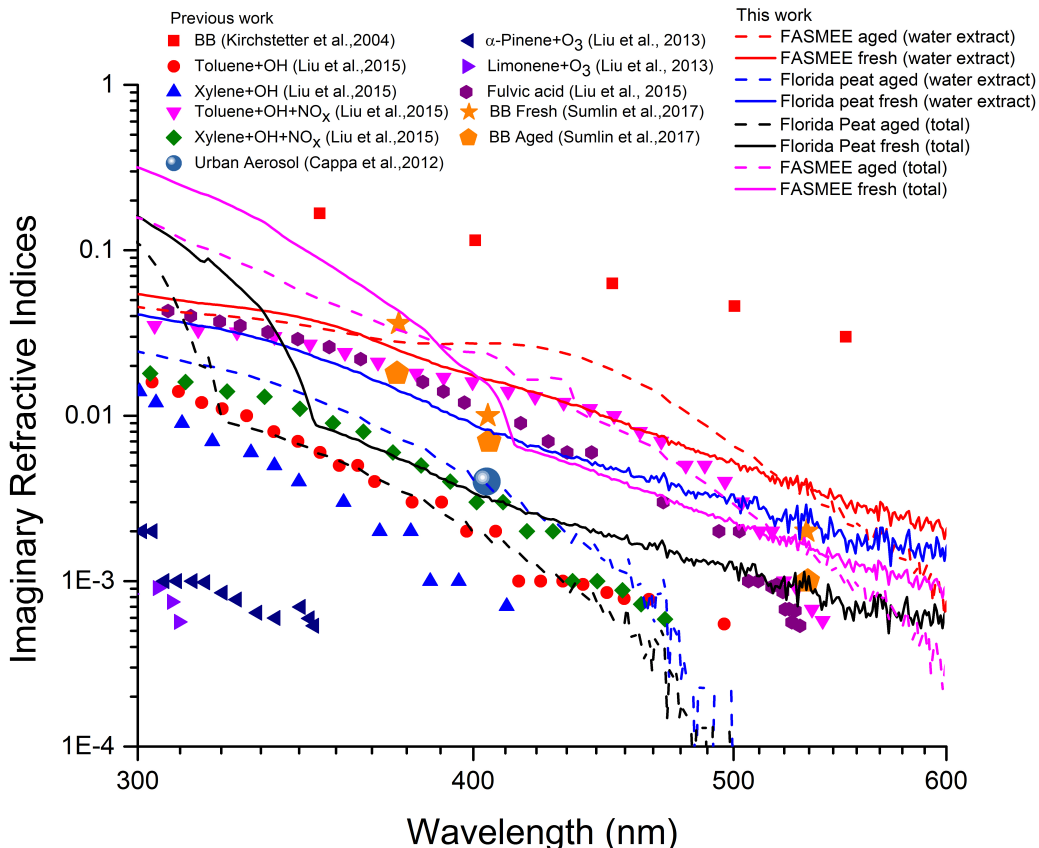 Previous work
BB (Kirchstetter et al.,2004)
Toluene+OH (Liu et al.,2015)
Xylene+OH (Liu et al.,2015)
Toluene+OH+NOx (Liu et al.,2015)
Xylene+OH+NOx (Liu et al.,2015)
Urban Aerosol (Cappa et al.,2012)
α-Pinene+O3 (Liu et al., 2013)
Limonene+O3 (Liu et al., 2013)
Fulvic acid (Liu et al., 2015)
BB Fresh (Sumlin et al.,2017)
BB Aged (Sumlin et al.,2017)
This work
FASMEE aged (water extract)
FASMEE fresh (water extract)
Florida peat aged (water extract)
Florida peat fresh (water extract)
Florida Peat aged (total)
Florida Peat fresh (total)
FASMEE aged (total)
FASMEE fresh (total)
Imaginary Refractive Indices
1
0.1
0.01
1E-3
1E-4
300
400
500
600
Wavelength (nm)